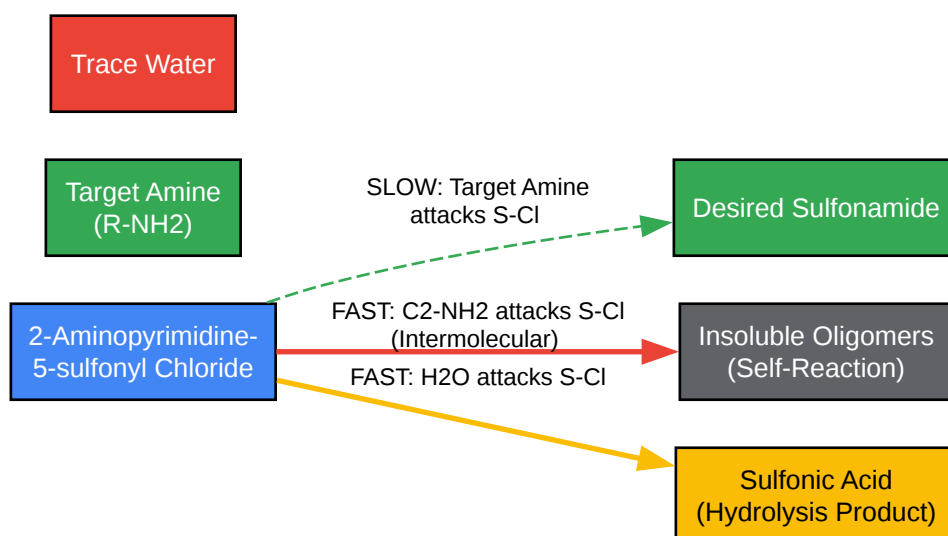 Trace Water
Target Amine
(R-NH2)
SLOW: Target Amine
attacks S-Cl
Desired Sulfonamide
2-Aminopyrimidine-
5-sulfonyl Chloride
FAST: C2-NH2 attacks S-Cl
(Intermolecular)
FAST: H2O attacks S-Cl
Insoluble Oligomers
(Self-Reaction)
Sulfonic Acid
(Hydrolysis Product)